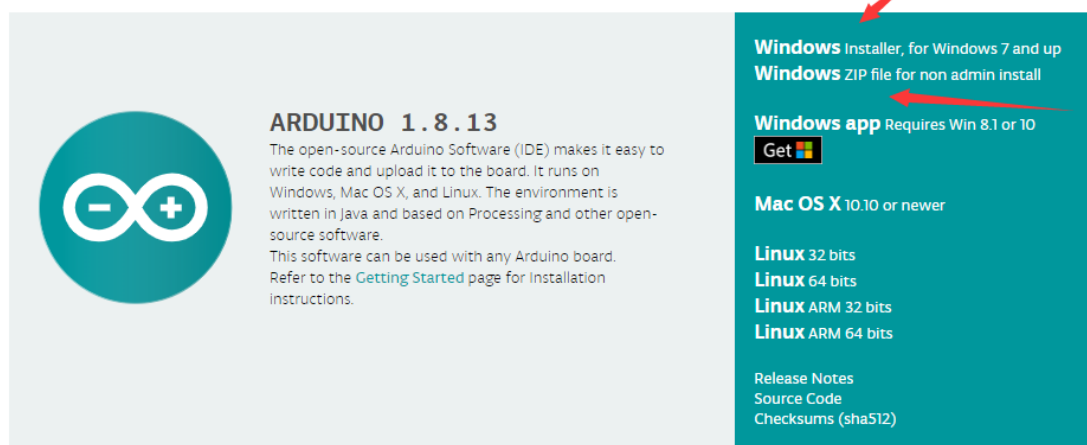 ARDUINO 1.8.13
The open-source Arduino Software (IDE) makes it easy to
write code and upload it to the board. It runs on
Windows, Mac OS X, and Linux. The environment is
written in Java and based on Processing and other open-
source software.
This software can be used with any Arduino board.
Refer to the Getting Started page for Installation
instructions.
Windows Installer, for Windows 7 and up
Windows ZIP file for non admin install
Windows app Requires Win 8.1 or 10
Get
Mac OS X 10.10 or newer
Linux 32 bits
Linux 64 bits
Linux ARM 32 bits
Linux ARM 64 bits
Release Notes
Source Code
Checksums (sha512)